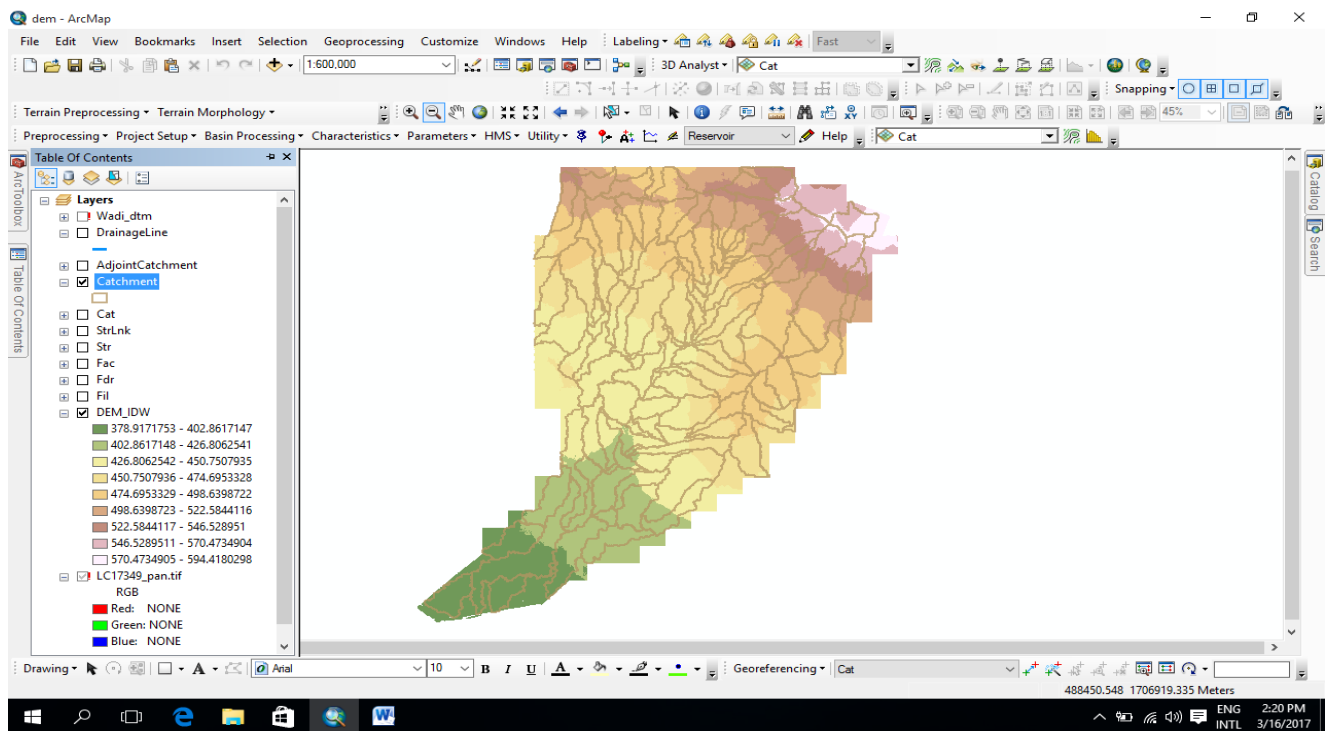 dem - ArcMap
File Edit View Bookmarks Insert Selection Geoprocessing Customize Windows Help Labeling Fast
1:600,000 3D Analyst Cat
Snapping
Terrain Preprocessing Terrain Morphology 45%
Preprocessing Project Setup Basin Processing Characteristics Parameters HMS Utility Reservoir Help Cat
ArcToolbox
Table Of Contents
Table Of Contents
Layers
Wadi_dtm
DrainageLine
AdjointCatchment
Catchment
Cat
StrLnk
Str
Fac
Fdr
Fil
DEM_IDW
378.9171753 - 402.8617147
402.8617148 - 426.8062541
426.8062542 - 450.7507935
450.7507936 - 474.6953328
474.6953329 - 498.6398722
498.6398723 - 522.5844116
522.5844117 - 546.528951
546.5289511 - 570.4734904
570.4734905 - 594.4180298
LC17349_pan.tif
RGB
Red: NONE
Green: NONE
Blue: NONE
Catalog
Search
Drawing A Arial 10 B I U A Georeferencing Cat
488450.548 1706919.335 Meters
ENG 2:20 PM
INTL 3/16/2017